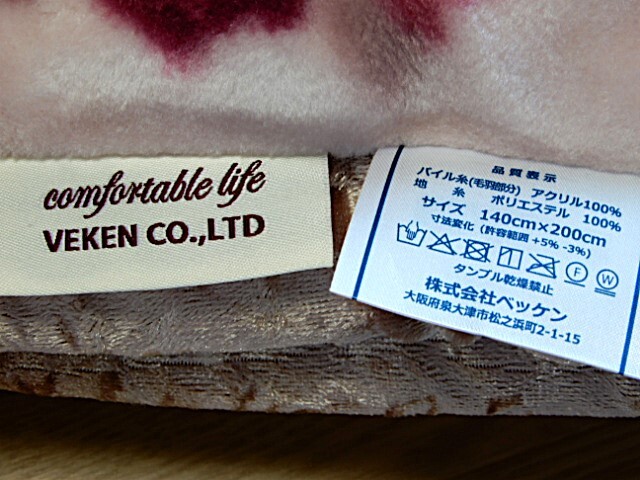 comfortable life
VEKEN CO.,LTD
品質表示
パイル糸(毛羽部分) アクリル100%
地 糸 ポリエステル 100%
サイズ 140cm×200cm
寸法変化 (許容範囲 +5% -3%)
F W
タンブル乾燥禁止
株式会社ベッケン
大阪府泉大津市松之浜町2-1-15